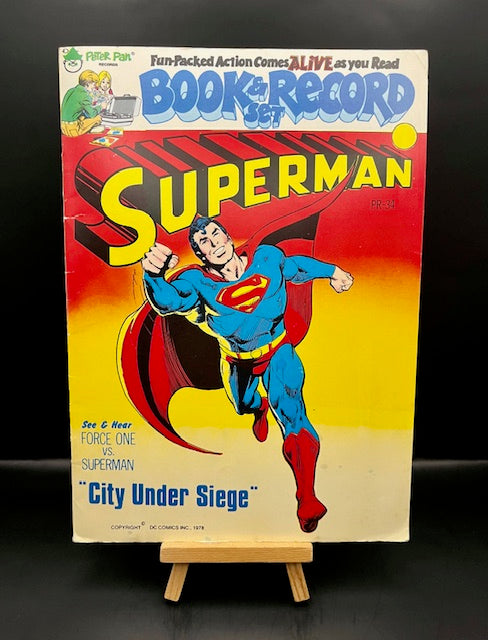 Peter Pan
RECORDS
Fun-Packed Action Comes ALIVE as you Read
BOOK & RECORD
SET
SUPERMAN
PR-34
See & Hear
FORCE ONE
vs.
SUPERMAN
"City Under Siege"
COPYRIGHT © DC COMICS INC., 1978